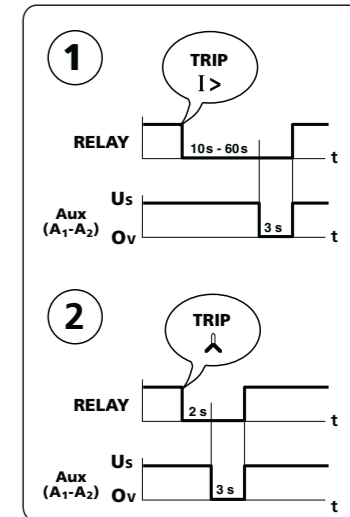 1
TRIP
I >
RELAY
10s - 60s
t
Us
Aux
(A₁-A₂)
Ov
3 s
t
2
TRIP
RELAY
2 s
t
Us
Aux
(A₁-A₂)
Ov
3 s
t